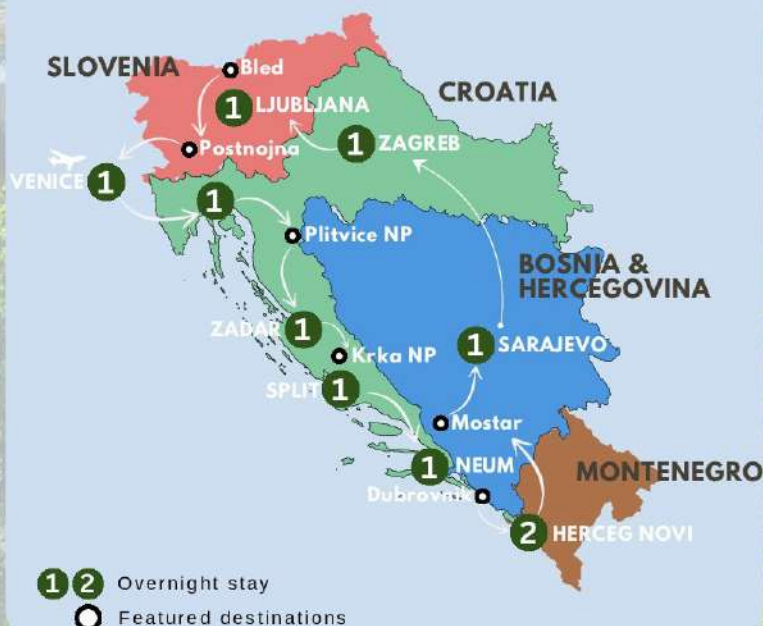 SLOVENIA
Bled
CROATIA
1 LJUBLJANA
1 ZAGREB
Postnojna
VENICE 1
1
Plitvice NP
BOSNIA &
HERCEGOVINA
ZADAR 1
1 SARAJEVO
Krka NP
SPLIT 1
Mostar
1 NEUM
MONTENEGRO
Dubrovnik
2 HERCEG NOVI
1 2 Overnight stay
Featured destinations